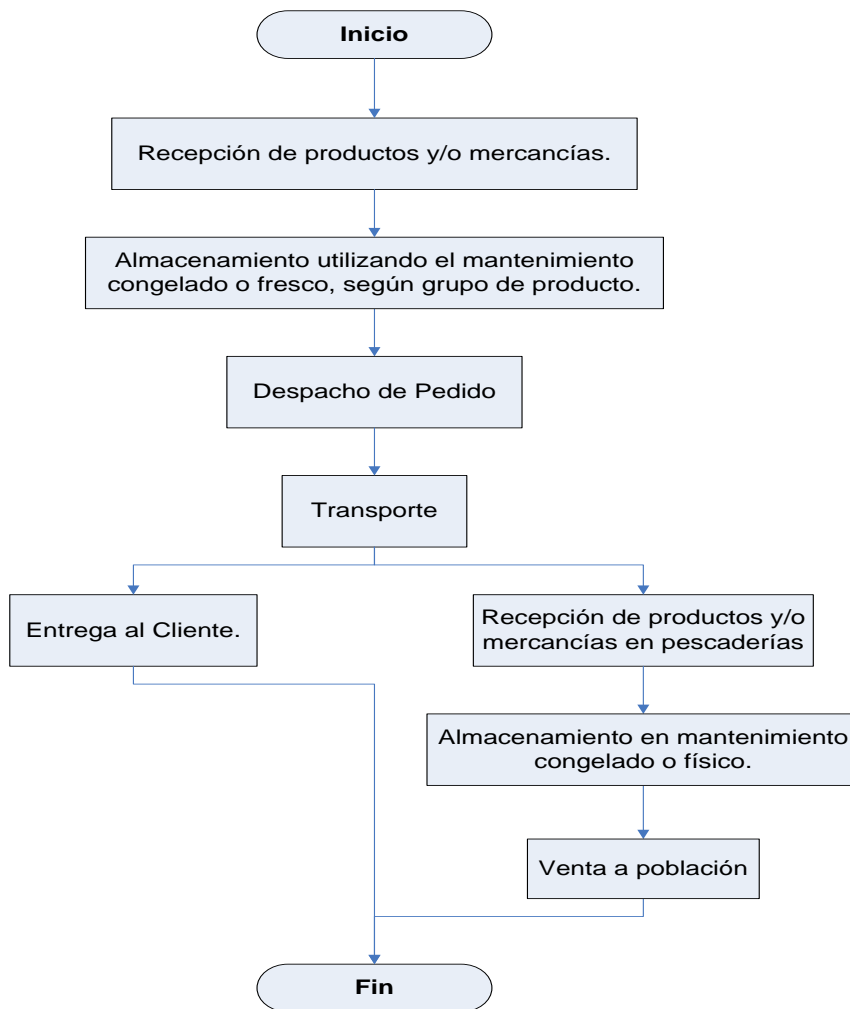 Inicio
Recepción de productos y/o mercancías.
Almacenamiento utilizando el mantenimiento
congelado o fresco, según grupo de producto.
Despacho de Pedido
Transporte
Entrega al Cliente.
Recepción de productos y/o
mercancías en pescaderías
Almacenamiento en mantenimiento
congelado o físico.
Venta a población
Fin